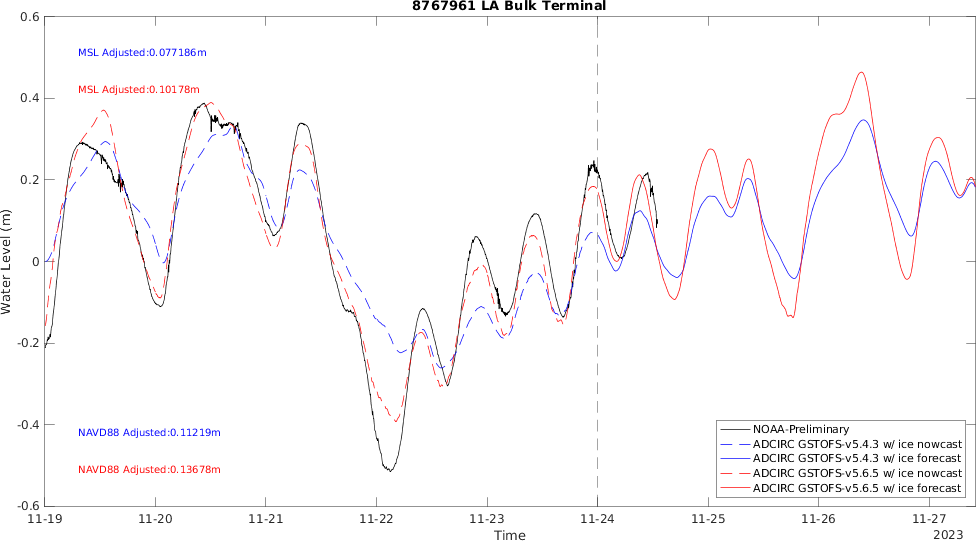 8767961 LA Bulk Terminal
0.6
MSL Adjusted:0.077186m
0.4
MSL Adjusted:0.10178m
0.2
0
-0.2
-0.4
NAVD88 Adjusted:0.11219m
NAVD88 Adjusted:0.13678m
-0.6
Water Level (m)
NOAA-Preliminary
ADCIRC GSTOFS-v5.4.3 w/ ice nowcast
ADCIRC GSTOFS-v5.4.3 w/ ice forecast
ADCIRC GSTOFS-v5.6.5 w/ ice nowcast
ADCIRC GSTOFS-v5.6.5 w/ ice forecast
11-19 11-20 11-21 11-22 11-23 11-24 11-25 11-26 11-27
Time
2023